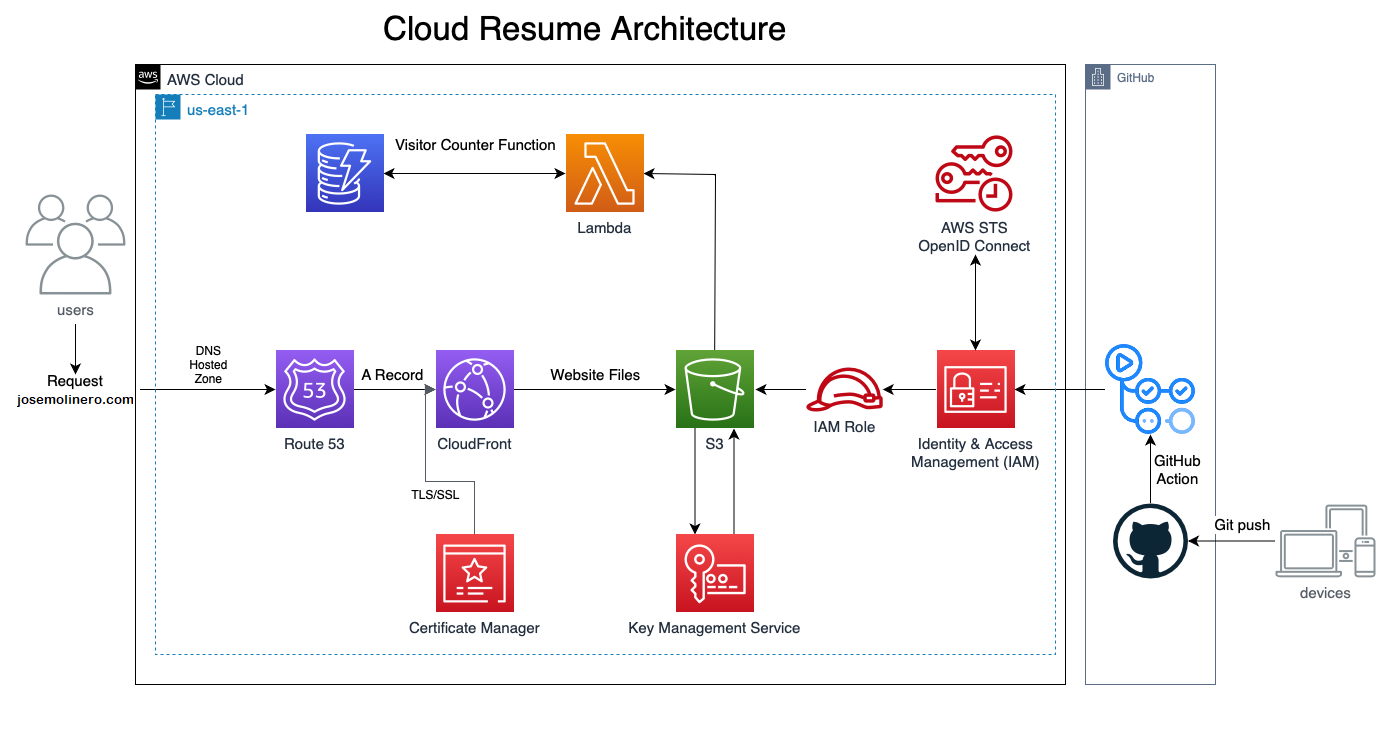 Cloud Resume Architecture
aws
AWS Cloud
GitHub
us-east-1
Visitor Counter Function
Lambda
AWS STS
OpenID Connect
users
Request
josemolinero.com
DNS
Hosted
Zone
53
Route 53
A Record
CloudFront
Website Files
S3
IAM Role
Identity & Access
Management (IAM)
GitHub
Action
TLS/SSL
Certificate Manager
Key Management Service
Git push
devices